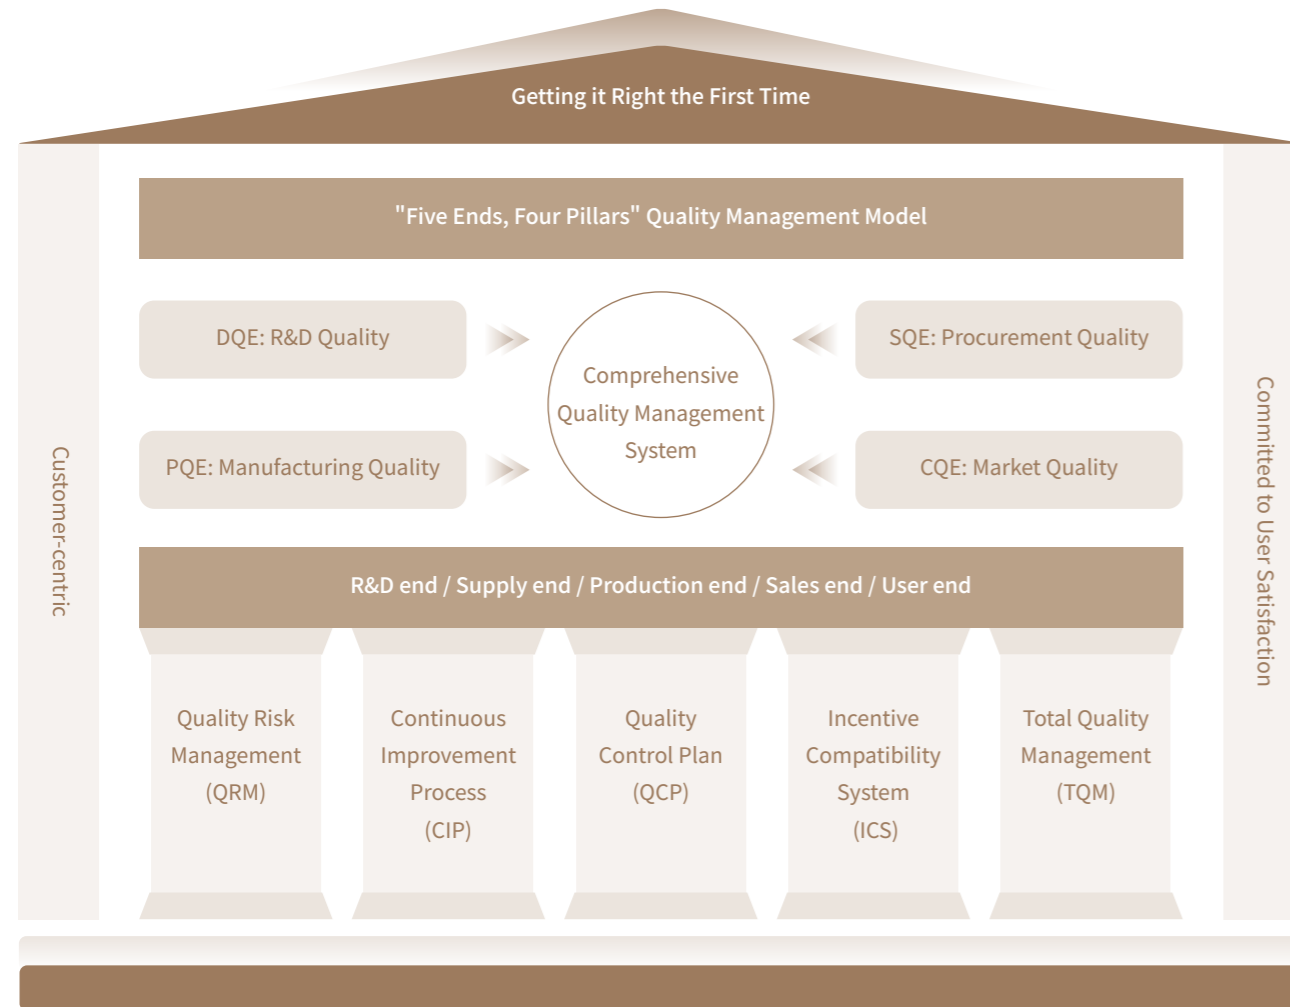 Getting it Right the First Time
"Five Ends, Four Pillars" Quality Management Model
DQE: R&D Quality
SQE: Procurement Quality
Comprehensive
Quality Management
System
PQE: Manufacturing Quality
CQE: Market Quality
Customer-centric
Committed to User Satisfaction
R&D end / Supply end / Production end / Sales end / User end
Quality Risk
Management
(QRM)
Continuous
Improvement
Process
(CIP)
Quality
Control Plan
(QCP)
Incentive
Compatibility
System
(ICS)
Total Quality
Management
(TQM)